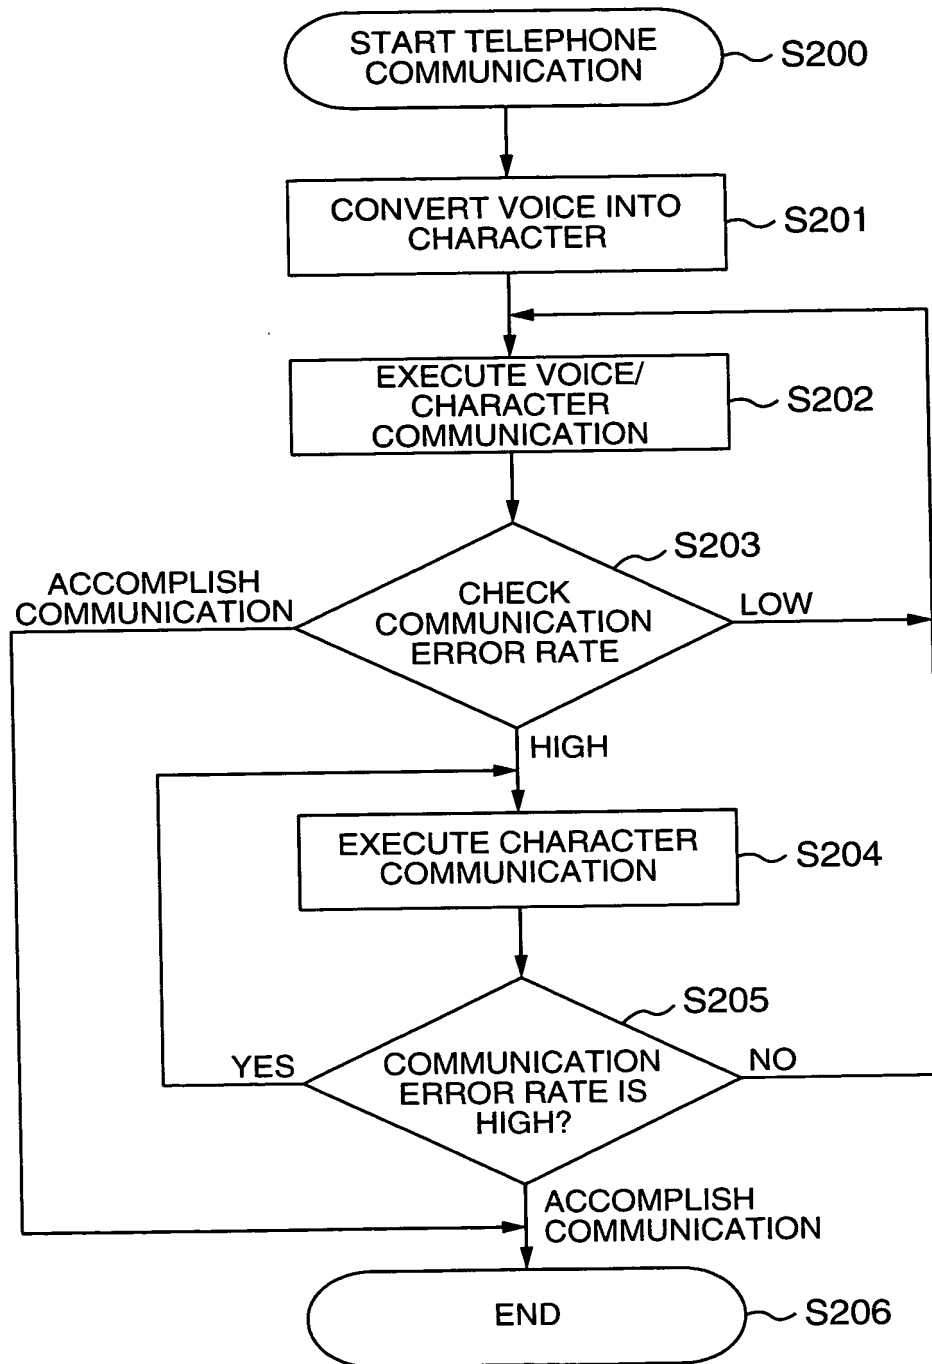 START TELEPHONE
COMMUNICATION
S200
CONVERT VOICE INTO
CHARACTER
S201
EXECUTE VOICE/
CHARACTER
COMMUNICATION
S202
S203
ACCOMPLISH
COMMUNICATION
CHECK
COMMUNICATION
ERROR RATE
LOW
HIGH
EXECUTE CHARACTER
COMMUNICATION
S204
S205
YES
COMMUNICATION
ERROR RATE IS
HIGH?
NO
ACCOMPLISH
COMMUNICATION
END
S206